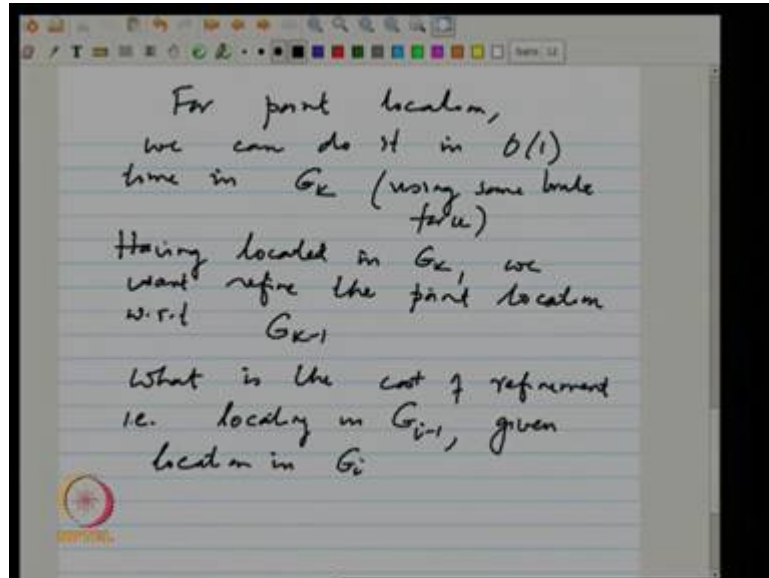 For point location,
we can do it in O(1)
time in GK (using some brute
force)
Having located in GK, we
want refine the point location
w.r.t GK-1
What is the cost of refinement
i.e. locating in Gi-1, given
location in Gi